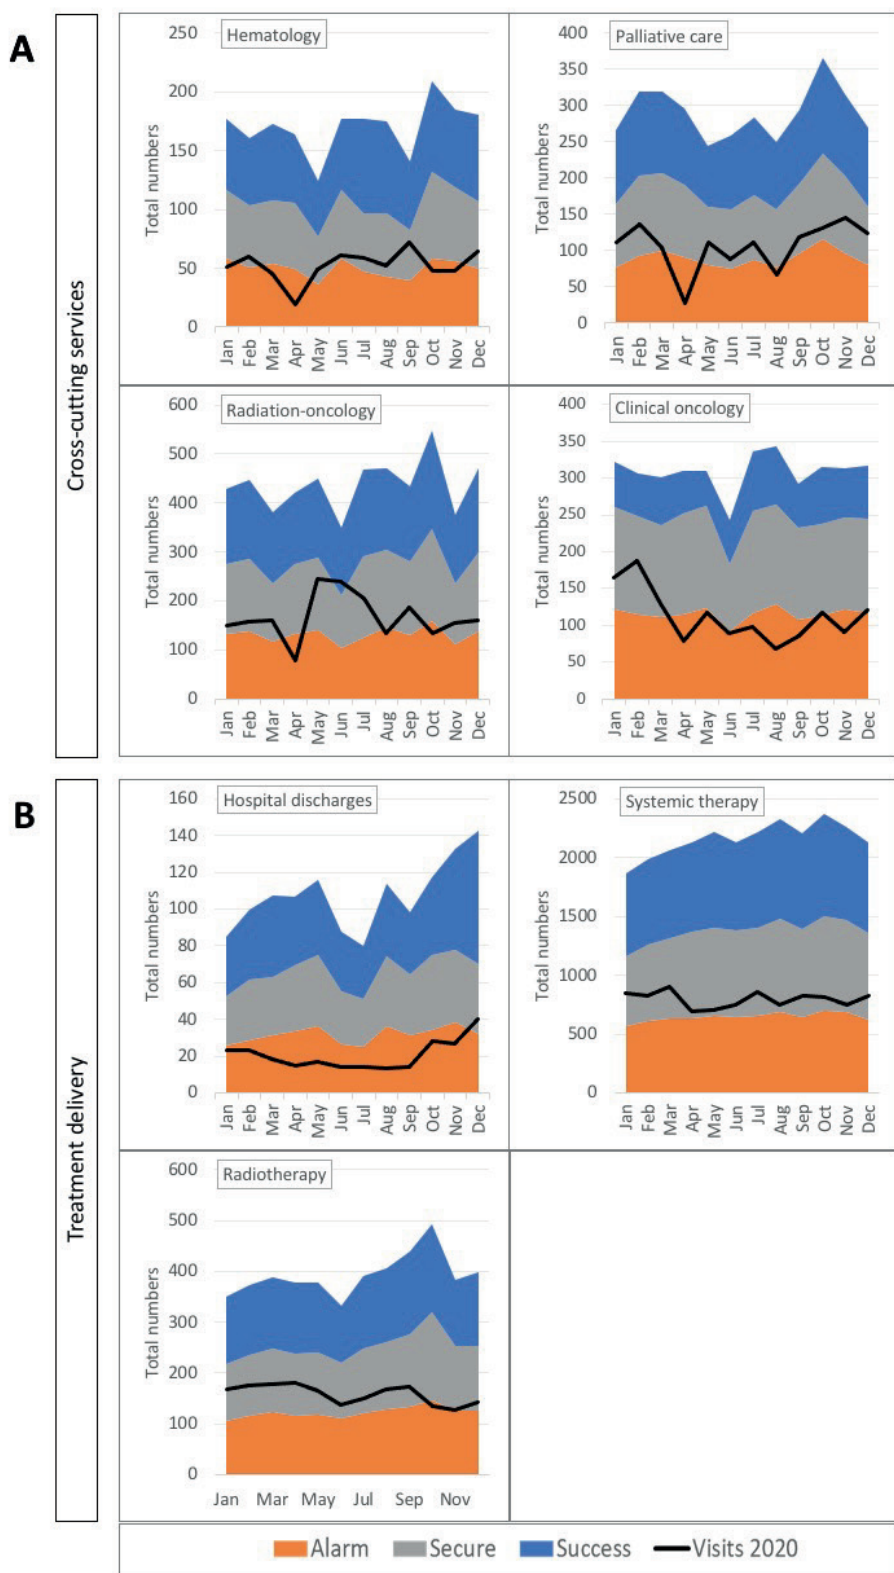 A
Cross-cutting services
Hematology
Total numbers
250
200
150
100
50
0
Jan Feb Mar Apr May Jun Jul Aug Sep Oct Nov Dec
Palliative care
Total numbers
400
350
300
250
200
150
100
50
0
Jan Feb Mar Apr May Jun Jul Aug Sep Oct Nov Dec
Radiation-oncology
Total numbers
600
500
400
300
200
100
0
Jan Feb Mar Apr May Jun Jul Aug Sep Oct Nov Dec
Clinical oncology
Total numbers
400
350
300
250
200
150
100
50
0
Jan Feb Mar Apr May Jun Jul Aug Sep Oct Nov Dec
B
Treatment delivery
Hospital discharges
Total numbers
160
140
120
100
80
60
40
20
0
Jan Feb Mar Apr May Jun Jul Aug Sep Oct Nov Dec
Systemic therapy
Total numbers
2500
2000
1500
1000
500
0
Jan Feb Mar Apr May Jun Jul Aug Sep Oct Nov Dec
Radiotherapy
Total numbers
600
500
400
300
200
100
0
Jan Mar May Jul Sep Nov
Alarm Secure Success Visits 2020